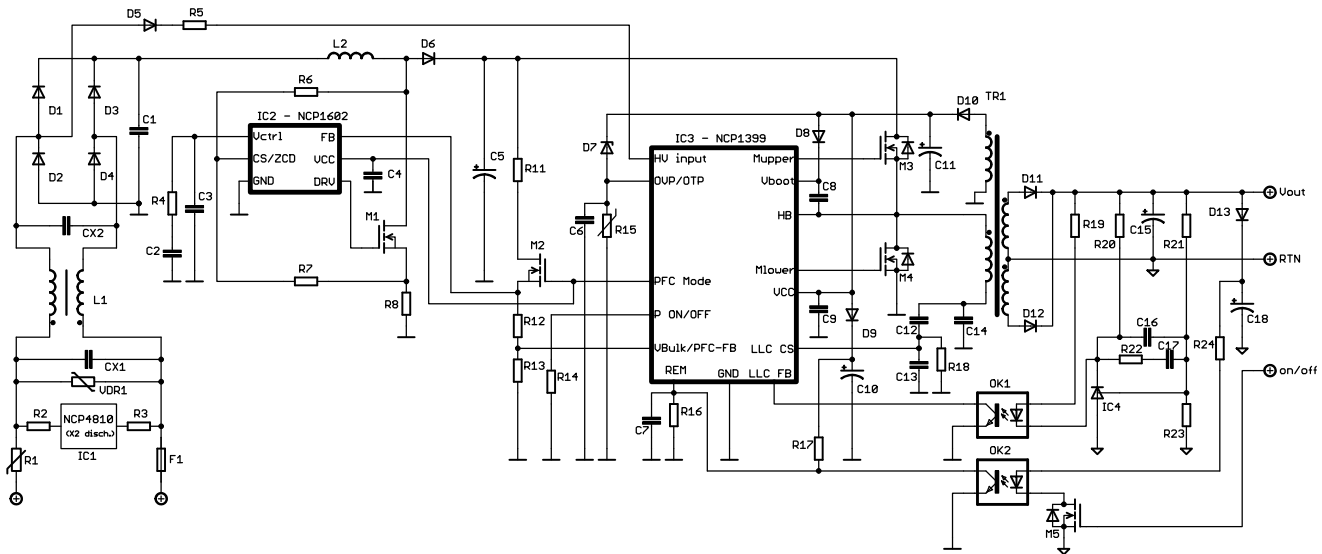 D5
R5
L2
D6
R6
D1
D3
C1
IC2 - NCP1602
Vctrl
FB
CS/ZCD
VCC
GND
DRV
C4
D2
D4
R4
C3
C2
CX2
L1
M1
R7
R8
C5
R11
M2
R12
R13
R14
D7
C6
R15
IC3 - NCP1399
HV input
Mupper
OVP/OTP
Vboot
HB
Mlower
PFC Mode
VCC
P ON/OFF
VBulk/PFC-FB
LLC CS
REM
GND
LLC FB
D8
C8
M3
C11
D10
TR1
M4
C9
D9
C10
C12
C14
C13
R18
D11
D12
R19
R20
C15
R21
D13
Vout
RTN
C16
C17
R22
R24
C18
IC4
R23
on/off
OK1
OK2
M5
R17
C7
R16
CX1
VDR1
R2
NCP4810
(X2 disch.)
R3
IC1
R1
F1